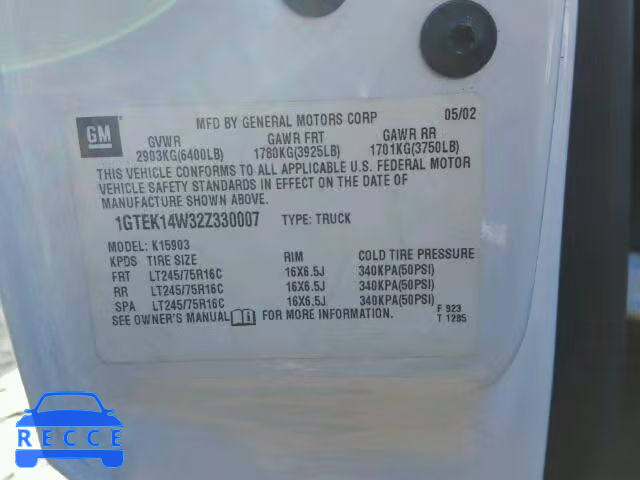 GM
MFD BY GENERAL MOTORS CORP 05/02
GVWR GAWR FRT GAWR RR
2903KG(6400LB) 1780KG(3925LB) 1701KG(3750LB)
THIS VEHICLE CONFORMS TO ALL APPLICABLE U.S. FEDERAL MOTOR
VEHICLE SAFETY STANDARDS IN EFFECT ON THE DATE OF
MANUFACTURE SHOWN ABOVE.
1GTEK14W32Z330007 TYPE: TRUCK
MODEL: K15903
KPDS TIRE SIZE RIM COLD TIRE PRESSURE
FRT LT245/75R16C 16X6.5J 340KPA(50PSI)
RR LT245/75R16C 16X6.5J 340KPA(50PSI)
SPA LT245/75R16C 16X6.5J 340KPA(50PSI)
SEE OWNER'S MANUAL FOR MORE INFORMATION.
F 923
T 1285
RECCE